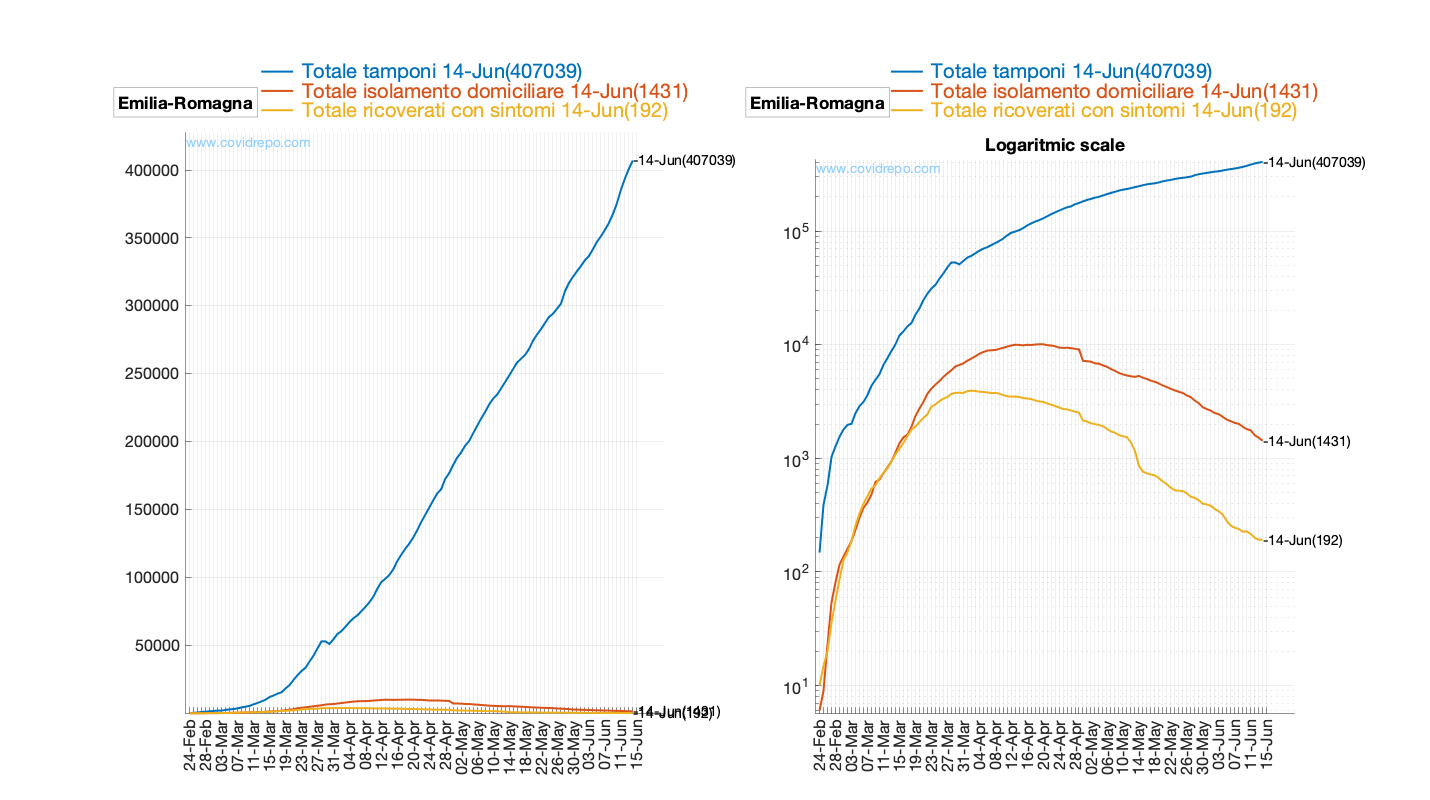 Totale tamponi 14-Jun(407039)
Totale isolamento domiciliare 14-Jun(1431)
Totale ricoverati con sintomi 14-Jun(192)
Emilia-Romagna
www.covidrepo.com
400000
350000
300000
250000
200000
150000
100000
50000
14-Jun(407039)
14-Jun(1431)
14-Jun(192)
24-Feb
28-Feb
03-Mar
07-Mar
11-Mar
15-Mar
19-Mar
23-Mar
27-Mar
31-Mar
04-Apr
08-Apr
12-Apr
16-Apr
20-Apr
24-Apr
28-Apr
02-May
06-May
10-May
14-May
18-May
22-May
26-May
30-May
03-Jun
07-Jun
11-Jun
15-Jun
Totale tamponi 14-Jun(407039)
Totale isolamento domiciliare 14-Jun(1431)
Totale ricoverati con sintomi 14-Jun(192)
Emilia-Romagna
Logaritmic scale
www.covidrepo.com
10^5
10^4
10^3
10^2
10^1
14-Jun(407039)
14-Jun(1431)
14-Jun(192)
24-Feb
28-Feb
03-Mar
07-Mar
11-Mar
15-Mar
19-Mar
23-Mar
27-Mar
31-Mar
04-Apr
08-Apr
12-Apr
16-Apr
20-Apr
24-Apr
28-Apr
02-May
06-May
10-May
14-May
18-May
22-May
26-May
30-May
03-Jun
07-Jun
11-Jun
15-Jun